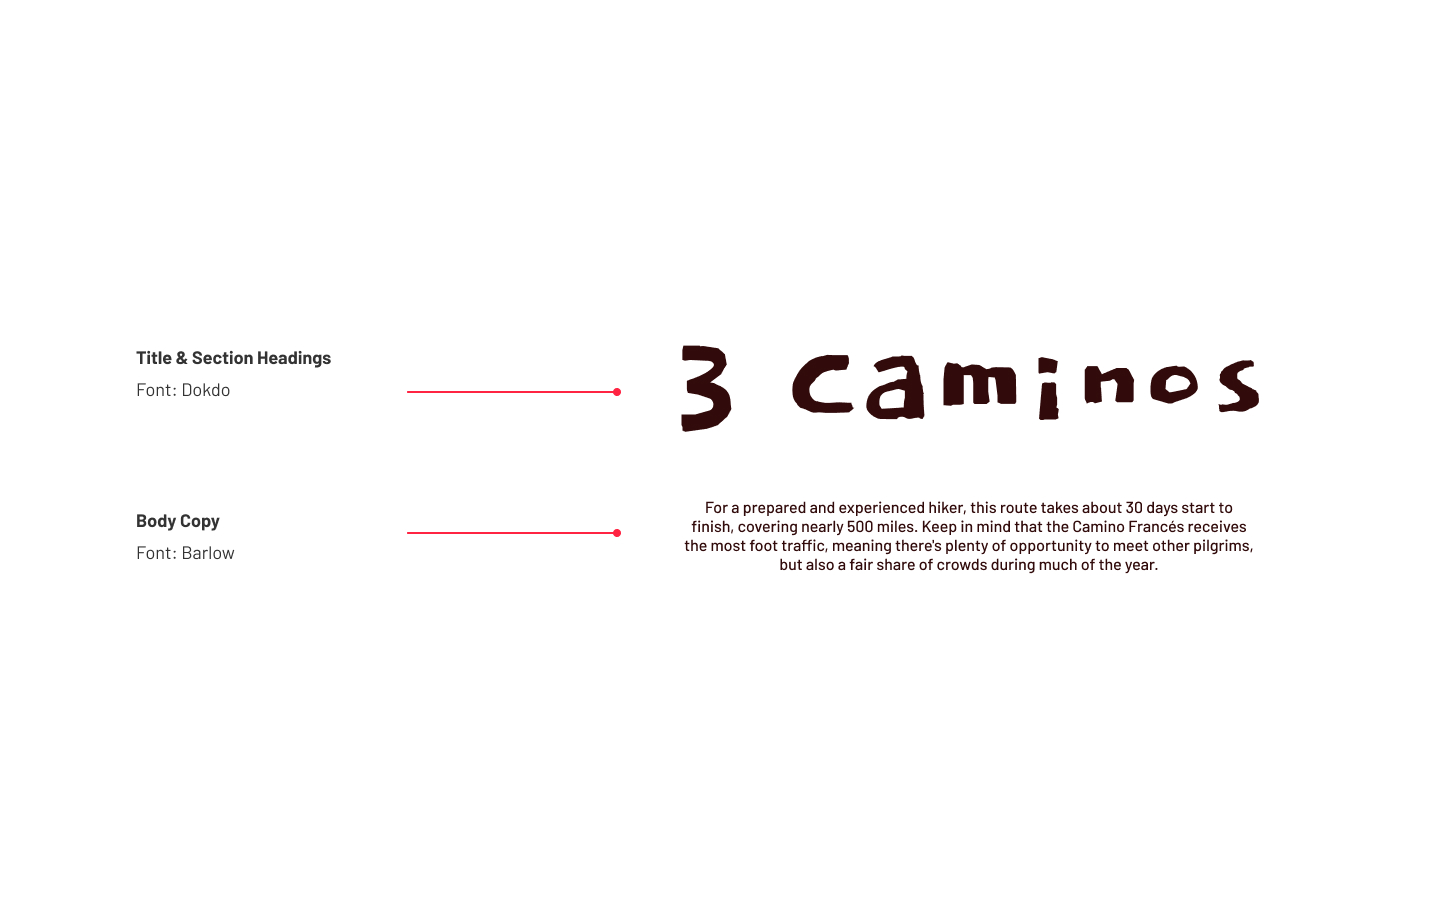 Title & Section Headings
Font: Dokdo
3 Caminos
Body Copy
Font: Barlow
For a prepared and experienced hiker, this route takes about 30 days start to
finish, covering nearly 500 miles. Keep in mind that the Camino Francés receives
the most foot traffic, meaning there's plenty of opportunity to meet other pilgrims,
but also a fair share of crowds during much of the year.